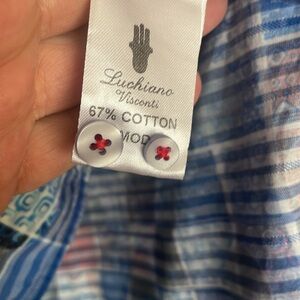 Luchiano
Visconti
67% COTTON
MOD